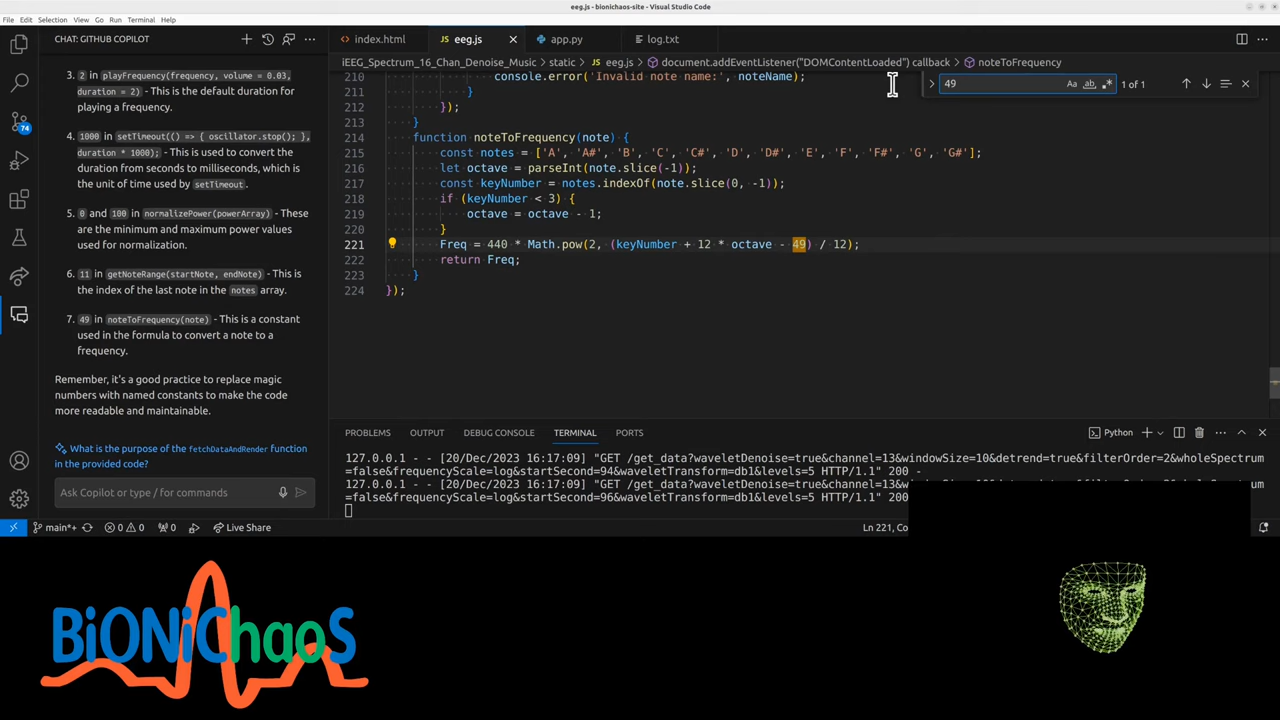 eeg.js - bionichaos-site - Visual Studio Code
File Edit Selection View Go Run Terminal Help
CHAT: GITHUB COPILOT
index.html
eeg.js
app.py
log.txt
iEEG_Spectrum_16_Chan_Denoise_Music > static > eeg.js > document.addEventListener("DOMContentLoaded") callback > noteToFrequency
49
Aa ab .*
1 of 1
3. 2 in playFrequency(frequency, volume = 0.03,
duration = 2) - This is the default duration for
playing a frequency.
4. 1000 in setTimeout(() => { oscillator.stop(); },
duration * 1000); - This is used to convert the
duration from seconds to milliseconds, which is
the unit of time used by
setTimeout.
5. 0 and 100 in normalizePower(powerArray) - These
are the minimum and maximum power values
used for normalization.
6. 11 in getNoteRange(startNote, endNote) - This is
the index of the last note in the notes array.
7. 49 in noteToFrequency(note) - This is a constant
used in the formula to convert a note to a
frequency.
Remember, it's a good practice to replace magic
numbers with named constants to make the code
more readable and maintainable.
What is the purpose of the fetchDataAndRender function
in the provided code?
Ask Copilot or type / for commands
74
210 console.error('Invalid note name:', noteName);
211 }
212 });
213 }
214 function noteToFrequency(note) {
215 const notes = ['A', 'A#', 'B', 'C', 'C#', 'D', 'D#', 'E', 'F', 'F#', 'G', 'G#'];
216 let octave = parseInt(note.slice(-1));
217 const keyNumber = notes.indexOf(note.slice(0, -1));
218 if (keyNumber < 3) {
219 octave = octave - 1;
220 }
221 Freq = 440 * Math.pow(2, (keyNumber + 12 * octave - 49) / 12);
222 return Freq;
223 }
224 });
PROBLEMS OUTPUT DEBUG CONSOLE TERMINAL PORTS
Python
127.0.0.1 - - [20/Dec/2023 16:17:09] "GET /get_data?waveletDenoise=true&channel=13&windowSize=10&detrend=true&filterOrder=2&wholeSpectrum
=false&frequencyScale=log&startSecond=94&waveletTransform=db1&levels=5 HTTP/1.1" 200 -
127.0.0.1 - - [20/Dec/2023 16:17:09] "GET /get_data?waveletDenoise=true&channel=13&
=false&frequencyScale=log&startSecond=96&waveletTransform=db1&levels=5 HTTP/1.1" 200
main*+ 0 0 0 Live Share
Ln 221, Co
BiONiChaoS